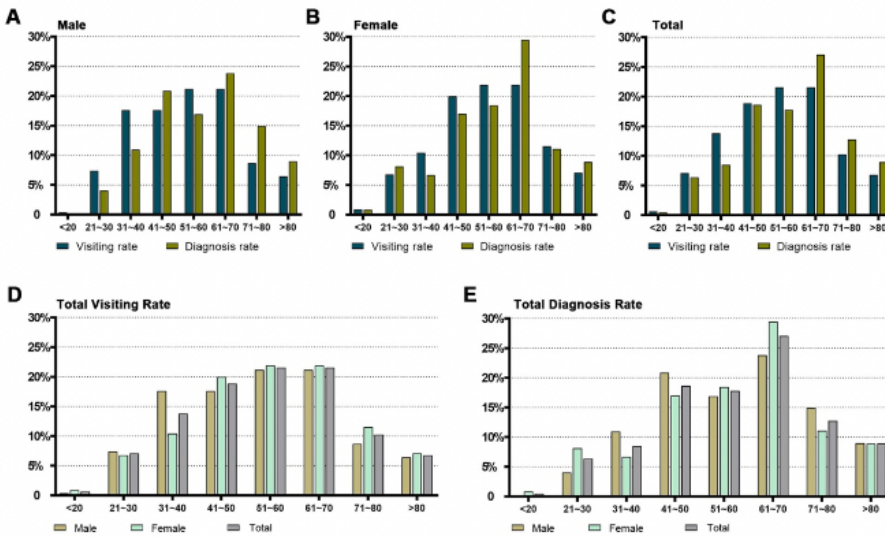 A Male
B Female
C Total
30% 30% 30%
25% 25% 25%
20% 20% 20%
15% 15% 15%
10% 10% 10%
5% 5% 5%
0 0 0
<20 21~30 31~40 41~50 51~60 61~70 71~80 >80
<20 21~30 31~40 41~50 51~60 61~70 71~80 >80
<20 21~30 31~40 41~50 51~60 61~70 71~80 >80
Visiting rate Diagnosis rate
Visiting rate Diagnosis rate
Visiting rate Diagnosis rate
D Total Visiting Rate
E Total Diagnosis Rate
30% 30%
25% 25%
20% 20%
15% 15%
10% 10%
5% 5%
0 0
<20 21~30 31~40 41~50 51~60 61~70 71~80 >80
<20 21~30 31~40 41~50 51~60 61~70 71~80 >80
Male Female Total
Male Female Total